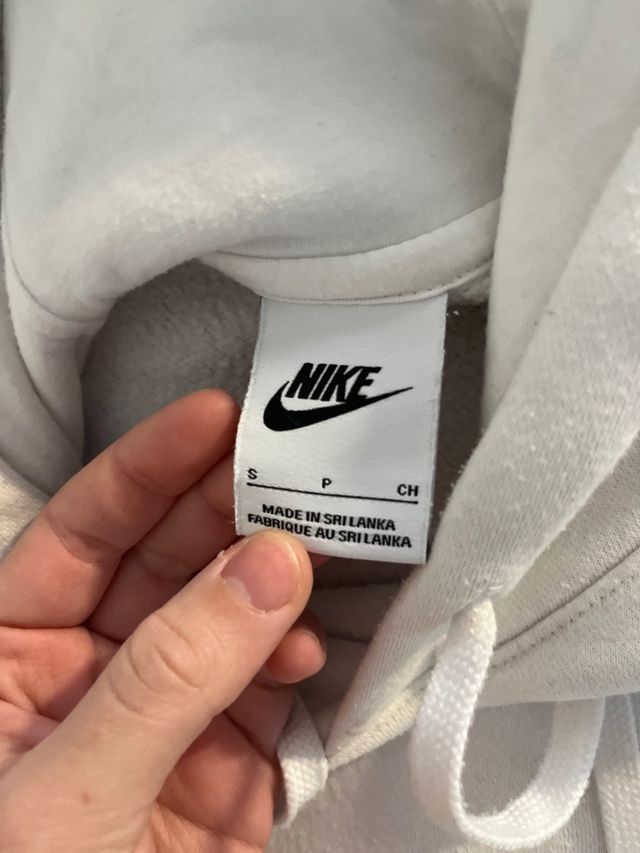 NIKE
S P CH
MADE IN SRI LANKA
FABRIQUE AU SRI LANKA